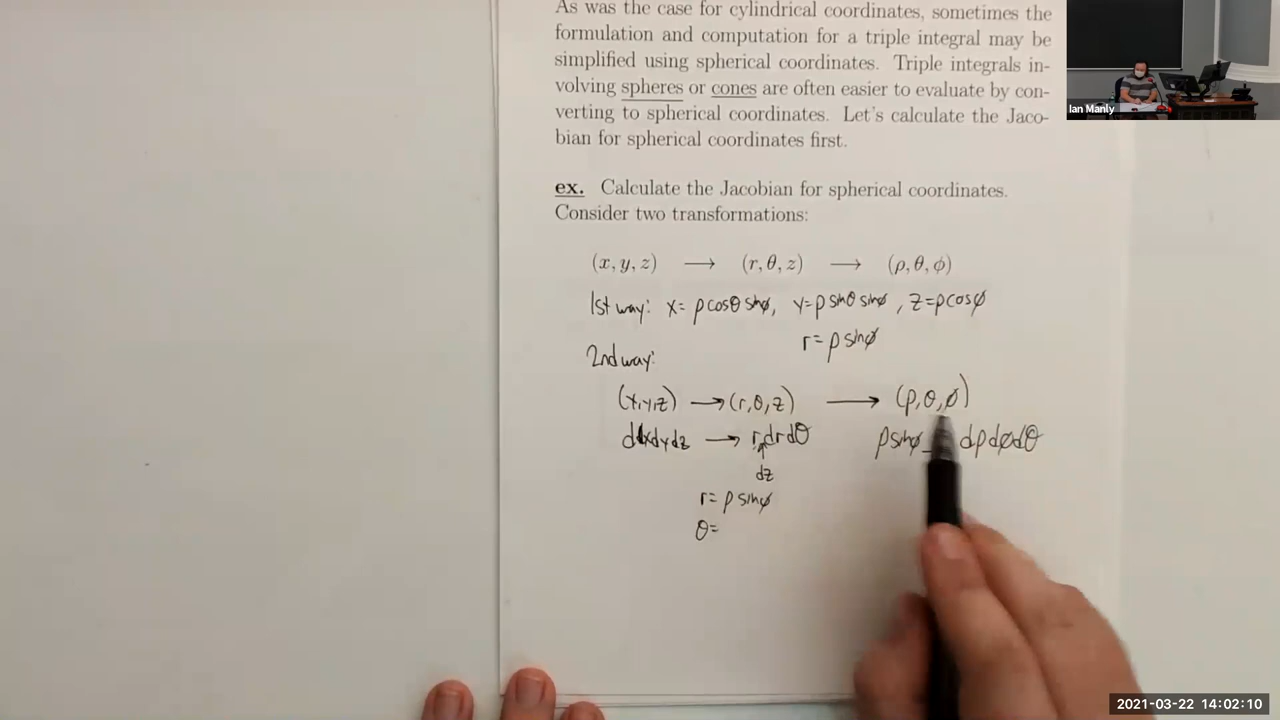 As was the case for cylindrical coordinates, sometimes the
formulation and computation for a triple integral may be
simplified using spherical coordinates. Triple integrals in-
volving spheres or cones are often easier to evaluate by con-
verting to spherical coordinates. Let's calculate the Jaco-
bian for spherical coordinates first.
ex. Calculate the Jacobian for spherical coordinates.
Consider two transformations:
(x, y, z) → (r, θ, z) → (ρ, θ, ϕ)
1st way: x = ρcosθ sinϕ, y=ρ sinθ sinϕ, z=ρcosϕ
r= ρ sinϕ
2nd way:
(x,y,z) → (r, θ, z) → (ρ, θ, ϕ)
dxdydz → r drdθ ρ sinϕ dρ dϕdθ
dz
r= ρ sinϕ
θ=
Ian Manly
2021-03-22 14:02:10